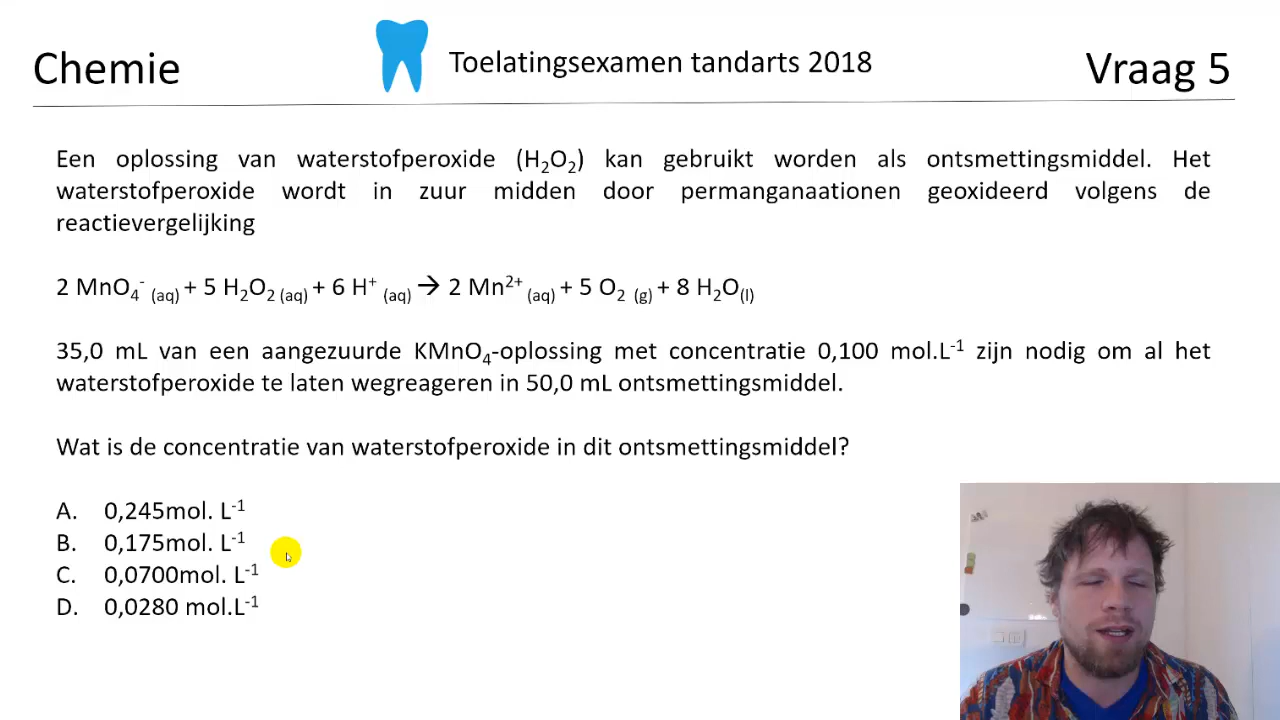 Chemie
Toelatingsexamen tandarts 2018
Vraag 5
Een oplossing van waterstofperoxide (H₂O₂) kan gebruikt worden als ontsmettingsmiddel. Het
waterstofperoxide wordt in zuur midden door permanganaationen geoxideerd volgens de
reactievergelijking
2 MnO₄⁻ (aq) + 5 H₂O₂ (aq) + 6 H⁺ (aq) → 2 Mn²⁺ (aq) + 5 O₂ (g) + 8 H₂O(l)
35,0 mL van een aangezuurde KMnO₄-oplossing met concentratie 0,100 mol.L⁻¹ zijn nodig om al het
waterstofperoxide te laten wegreageren in 50,0 mL ontsmettingsmiddel.
Wat is de concentratie van waterstofperoxide in dit ontsmettingsmiddel?
A. 0,245mol. L⁻¹
B. 0,175mol. L⁻¹
C. 0,0700mol. L⁻¹
D. 0,0280 mol.L⁻¹